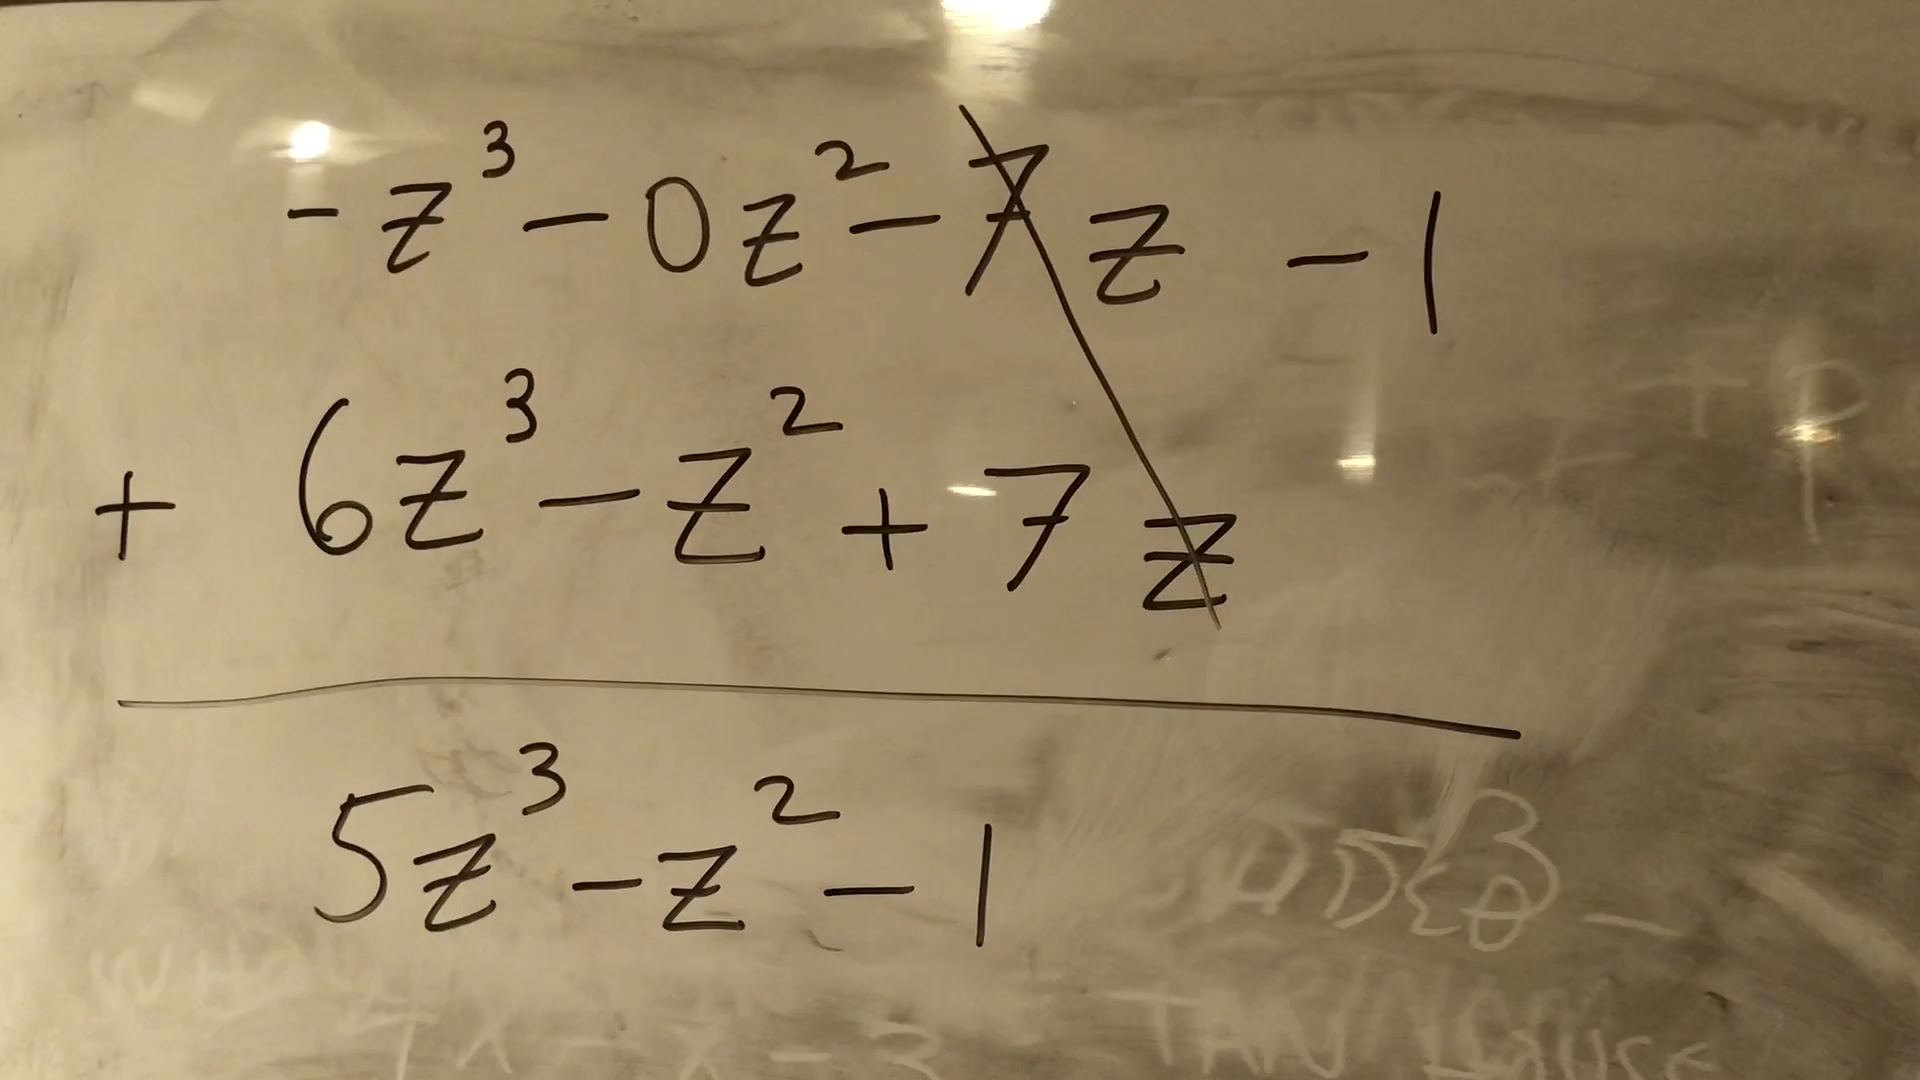 -z³ - 0z² - 7z - 1
+ 6z³ - z² + 7z
5z³ - z² - 1